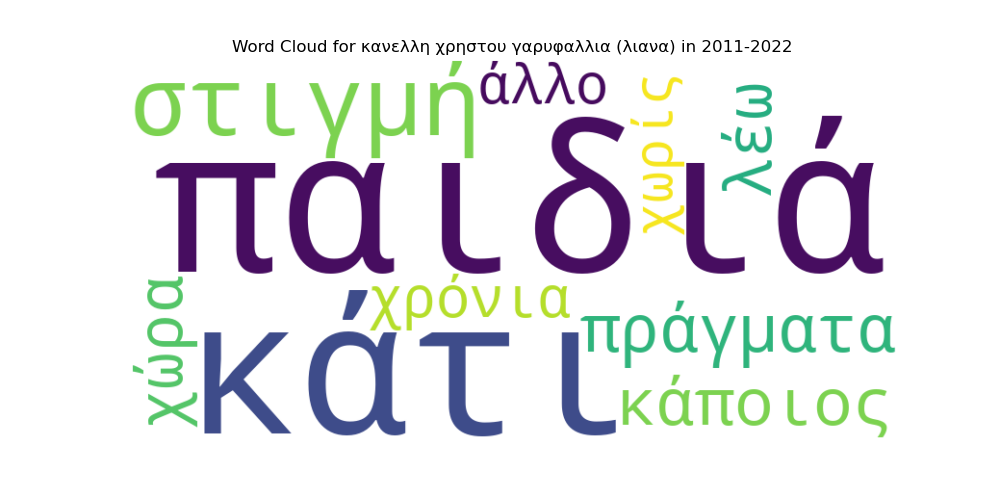 Word Cloud for κανελλη χρηστου γαρυφαλλια (λιανα) in 2011-2022
στιγμή
άλλο
χωρίς
λέω
παιδιά
χώρα
χρόνια
κάτι
πράγματα
κάποιος